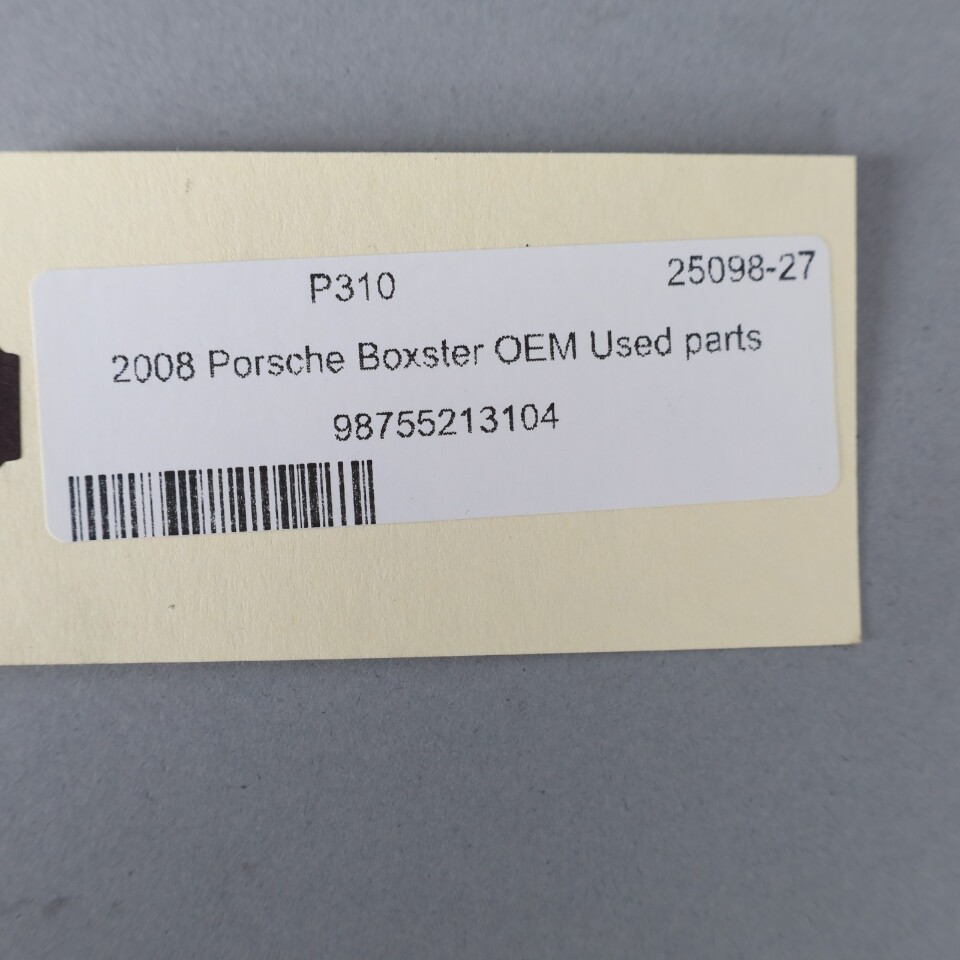 P310 25098-27
2008 Porsche Boxster OEM Used parts
98755213104